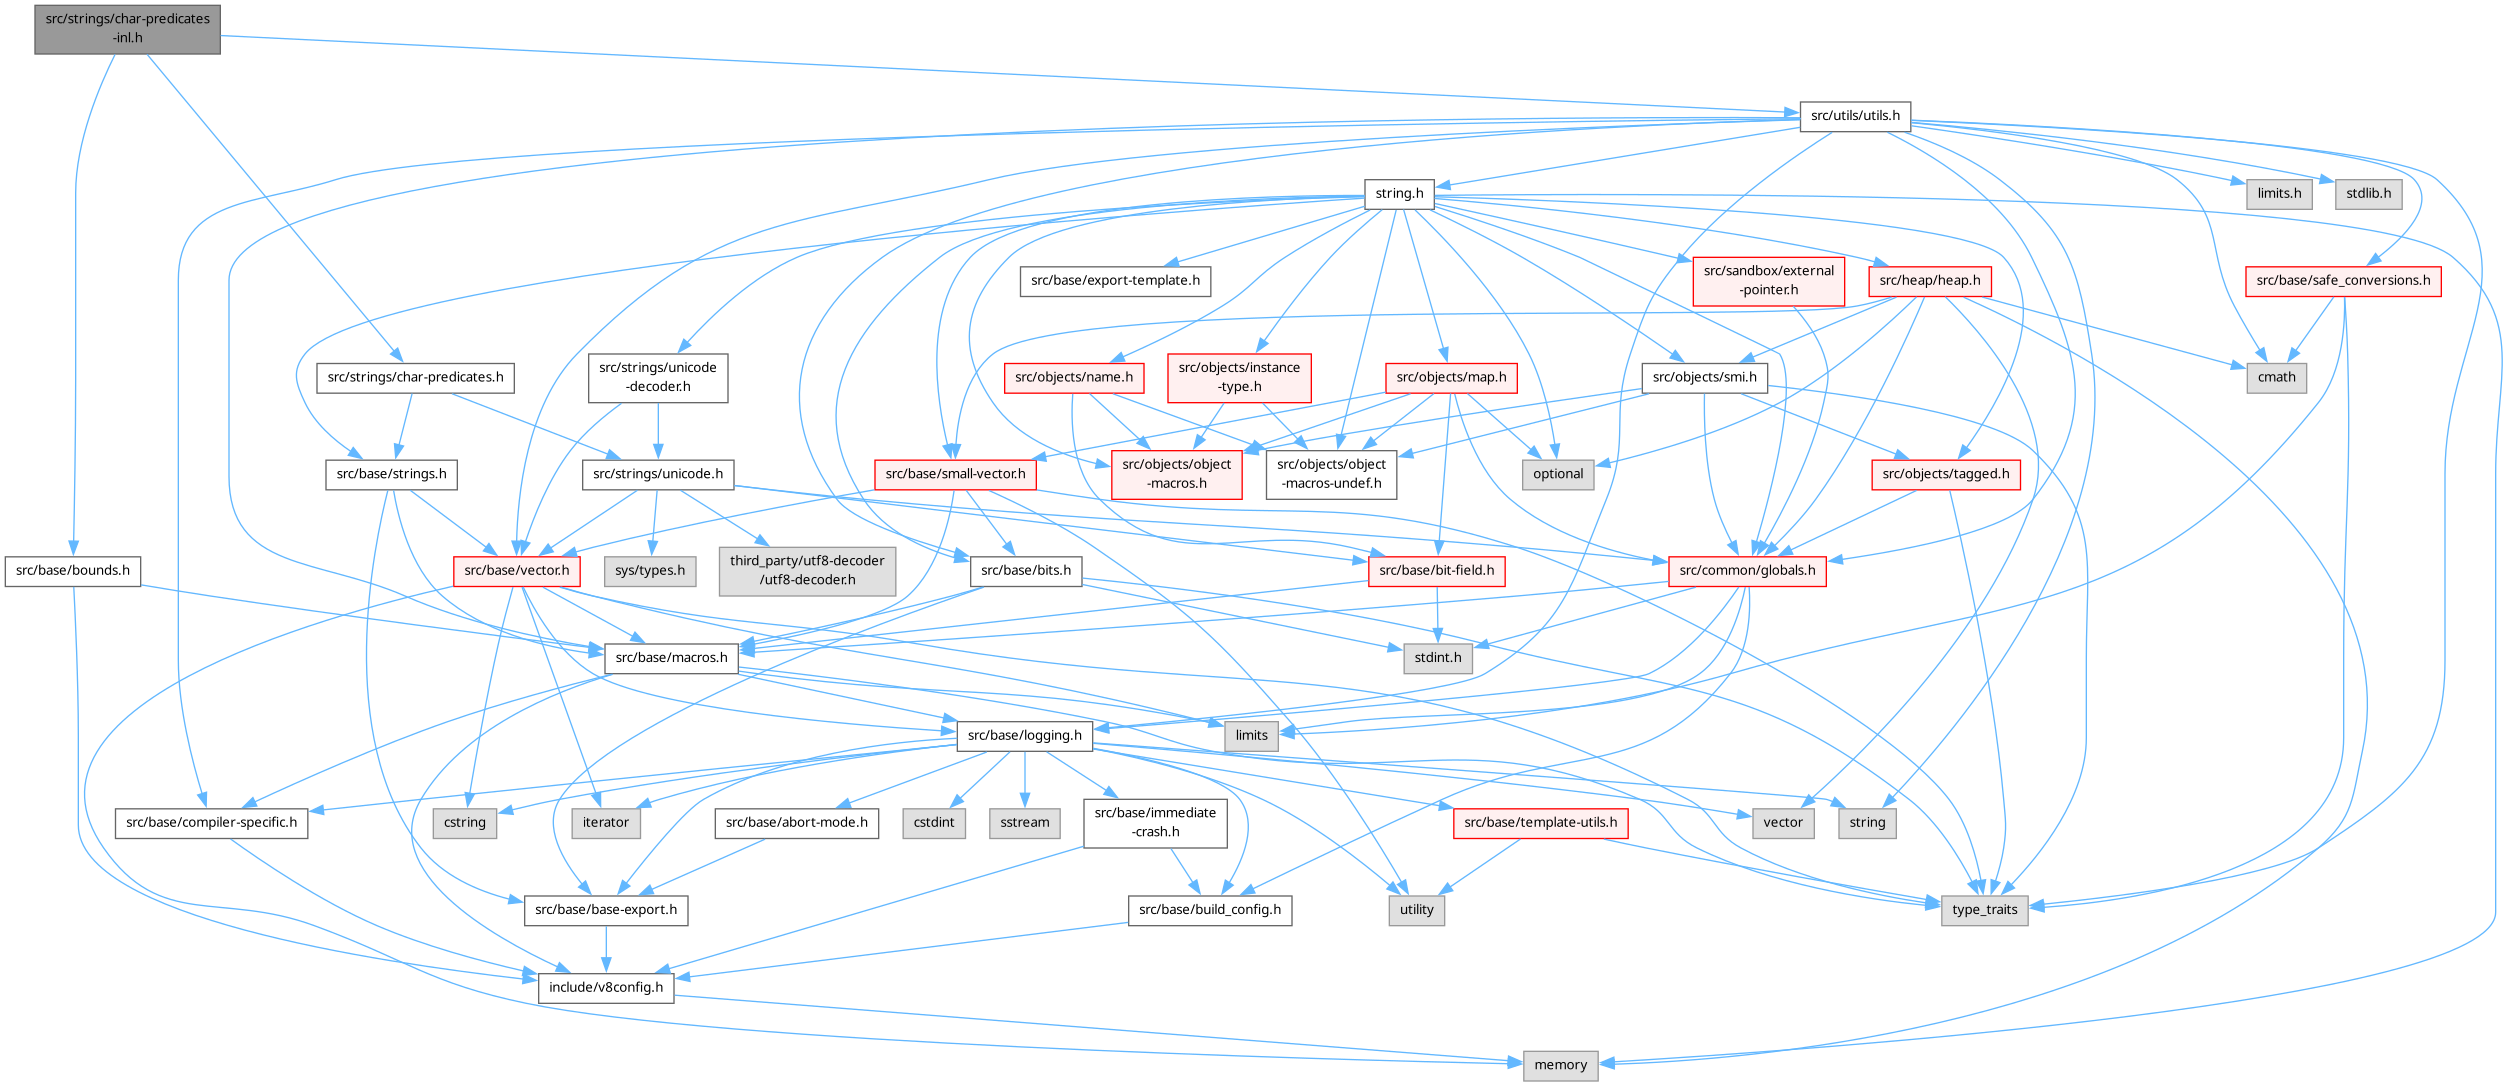 src/strings/char-predicates
-inl.h
src/utils/utils.h
string.h
limits.h
stdlib.h
src/base/export-template.h
src/sandbox/external
-pointer.h
src/heap/heap.h
src/base/safe_conversions.h
src/strings/char-predicates.h
src/strings/unicode
-decoder.h
src/objects/name.h
src/objects/instance
-type.h
src/objects/map.h
src/objects/smi.h
cmath
src/base/strings.h
src/strings/unicode.h
src/base/small-vector.h
src/objects/object
-macros.h
src/objects/object
-macros-undef.h
optional
src/objects/tagged.h
src/base/bounds.h
src/base/vector.h
sys/types.h
third_party/utf8-decoder
/utf8-decoder.h
src/base/bits.h
src/base/bit-field.h
src/common/globals.h
src/base/macros.h
stdint.h
src/base/logging.h
limits
src/base/compiler-specific.h
cstring
iterator
src/base/abort-mode.h
cstdint
sstream
src/base/immediate
-crash.h
src/base/template-utils.h
vector
string
src/base/base-export.h
src/base/build_config.h
utility
type_traits
include/v8config.h
memory